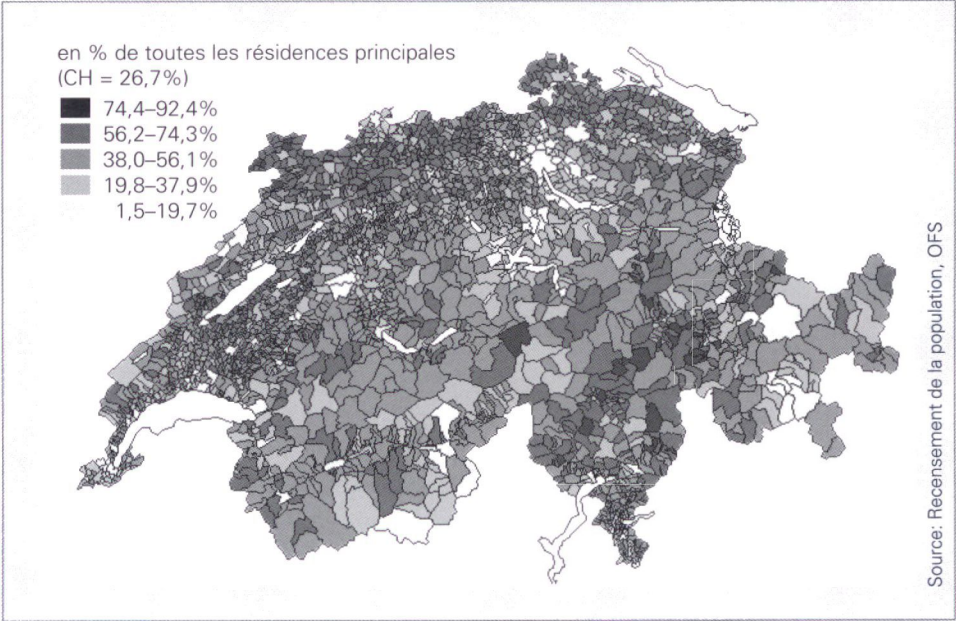 en % de toutes les résidences principales
(CH = 26,7%)
74,4–92,4%
56,2–74,3%
38,0–56,1%
19,8–37,9%
1,5–19,7%
Source: Recensement de la population, OFS